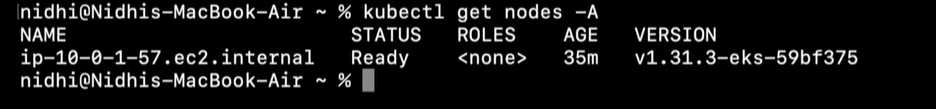 nidhi@Nidhis-MacBook-Air ~ % kubectl get nodes -A
NAME STATUS ROLES AGE VERSION
ip-10-0-1-57.ec2.internal Ready <none> 35m v1.31.3-eks-59bf375
nidhi@Nidhis-MacBook-Air ~ %